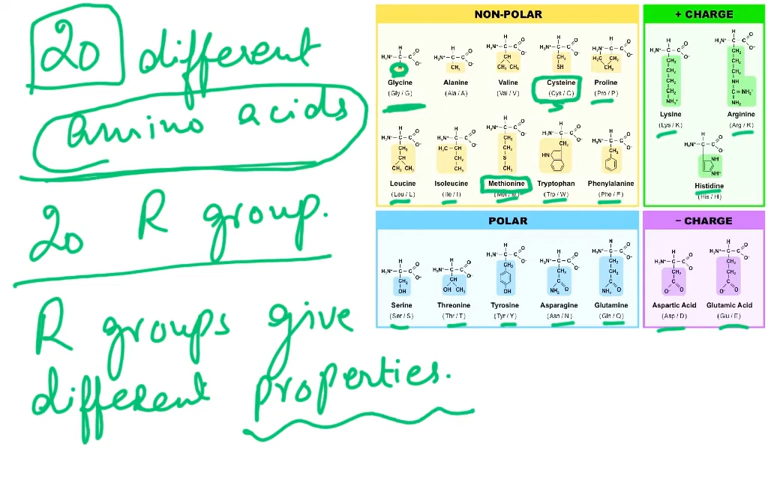 20 different
amino acids
20 R group.
R groups give
different properties.
NON-POLAR
Glycine
(Gly / G)
Alanine
(Ala / A)
Valine
(Val / V)
Cysteine
(Cys / C)
Proline
(Pro / P)
Leucine
(Leu / L)
Isoleucine
(Ile / I)
Methionine
Tryptophan
(Trp / W)
Phenylalanine
(Phe / F)
+ CHARGE
Lysine
(Lys / K)
Arginine
(Arg / R)
Histidine
(His / H)
POLAR
Serine
(Ser / S)
Threonine
(Thr / T)
Tyrosine
(Tyr / Y)
Asparagine
(Asn / N)
Glutamine
(Gln / Q)
− CHARGE
Aspartic Acid
(Asp / D)
Glutamic Acid
(Glu / E)